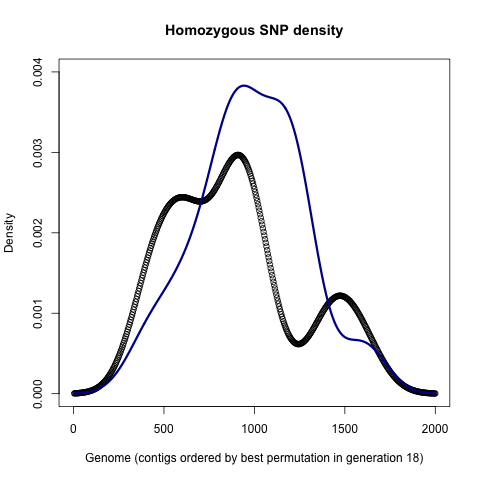 Homozygous SNP density
Density
0.004
0.003
0.002
0.001
0.000
0 500 1000 1500 2000
Genome (contigs ordered by best permutation in generation 18)